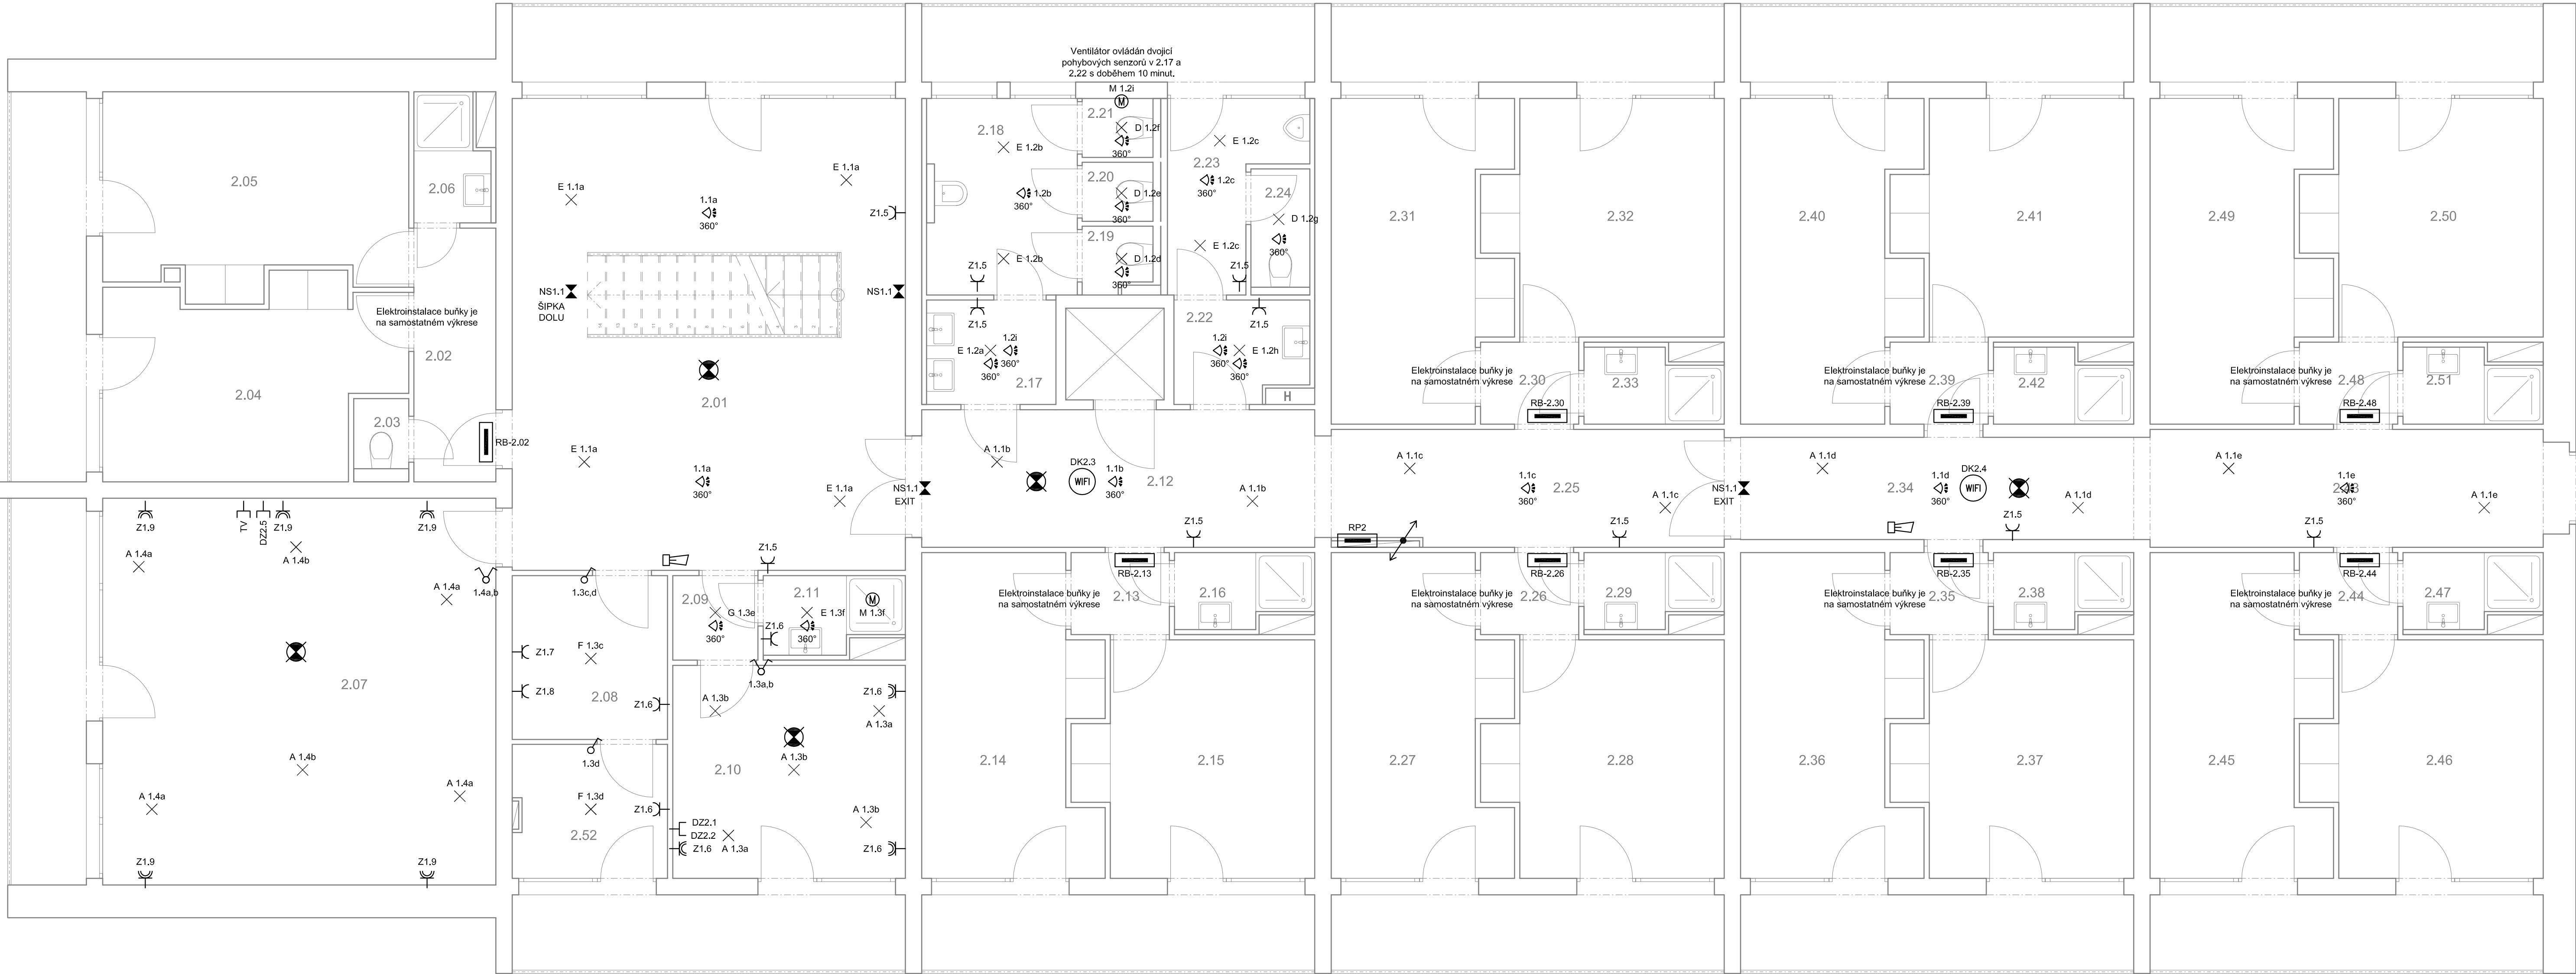 Ventilátor ovládán dvojicí
pohybových senzorů v 2.17 a
2.22 s doběhem 10 minut.
M 1.2i
M
2.21
D 1.2f
360°
2.18
E 1.2b
E 1.2c
2.23
1.2c
360°
2.20
D 1.2e
360°
1.2b
360°
2.24
D 1.2g
360°
2.19
D 1.2d
360°
E 1.2b
E 1.2c
Z1.5
Z1.5
Z1.5
Z1.5
2.22
E 1.2a
1.2i
360°
360°
2.17
1.2i
360°
E 1.2h
360°
H
2.05
2.06
Elektroinstalace buňky je
na samostatném výkrese
2.02
2.04
2.03
RB-2.02
E 1.1a
E 1.1a
1.1a
360°
Z1.5
NS1.1
ŠIPKA
DOLU
NS1.1
2.01
E 1.1a
1.1a
360°
E 1.1a
NS1.1
EXIT
A 1.1b
DK2.3
WIFI
1.1b
360°
2.12
A 1.1b
Z1.5
2.31
2.32
Elektroinstalace buňky je
na samostatném výkrese
2.30
2.33
RB-2.30
2.40
2.41
Elektroinstalace buňky je
na samostatném výkrese
2.39
2.42
RB-2.39
2.49
2.50
Elektroinstalace buňky je
na samostatném výkrese
2.48
2.51
RB-2.48
A 1.1c
1.1c
360°
2.25
A 1.1c
RP2
Z1.5
NS1.1
EXIT
A 1.1d
2.34
1.1d
360°
DK2.4
WIFI
A 1.1d
Z1.5
A 1.1e
1.1e
360°
A 1.1e
Z1.5
Z1.9
TV
DZ2.5
Z1.9
Z1.9
A 1.4a
A 1.4b
A 1.4a
1.4a,b
2.07
A 1.4b
A 1.4a
A 1.4a
Z1.9
Z1.9
1.3c,d
Z1.5
2.09
G 1.3e
360°
2.11
E 1.3f
360°
M
M 1.3f
Z1.6
Z1.7
F 1.3c
Z1.8
2.08
Z1.6
1.3a,b
A 1.3b
Z1.6
A 1.3a
1.3d
2.10
A 1.3b
F 1.3d
2.52
Z1.6
DZ2.1
DZ2.2
Z1.6
A 1.3a
A 1.3b
Z1.6
Elektroinstalace buňky je
na samostatném výkrese
RB-2.13
2.13
2.16
2.14
2.15
Elektroinstalace buňky je
na samostatném výkrese
RB-2.26
2.26
2.29
2.27
2.28
Elektroinstalace buňky je
na samostatném výkrese
RB-2.35
2.35
2.38
2.36
2.37
Elektroinstalace buňky je
na samostatném výkrese
RB-2.44
2.44
2.47
2.45
2.46